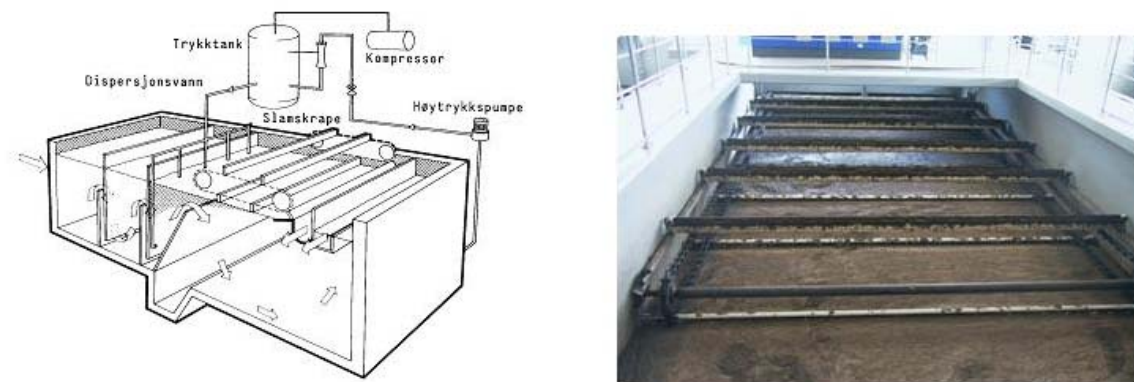 Trykktank
Kompressor
Dispersjonsvann
Høytrykkspumpe
Slamskrape